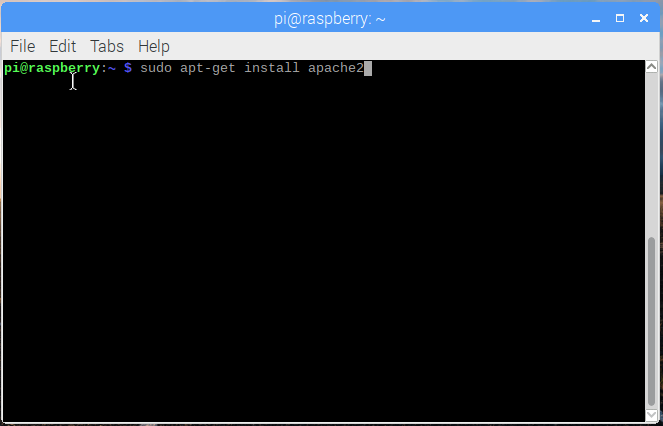 pi@raspberry: ~
File Edit Tabs Help
pi@raspberry:~ $ sudo apt-get install apache2